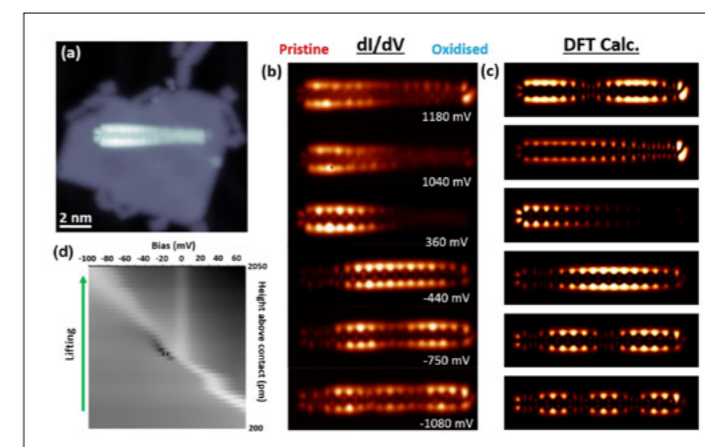 (a)
2 nm
Pristine dI/dV Oxidised
(b)
1180 mV
1040 mV
360 mV
-440 mV
-750 mV
-1080 mV
DFT Calc.
(c)
(d)
Bias (mV)
-100 -80 -60 -40 -20 0 20 40 60
2050
Height above contact (pm)
200
Lifting